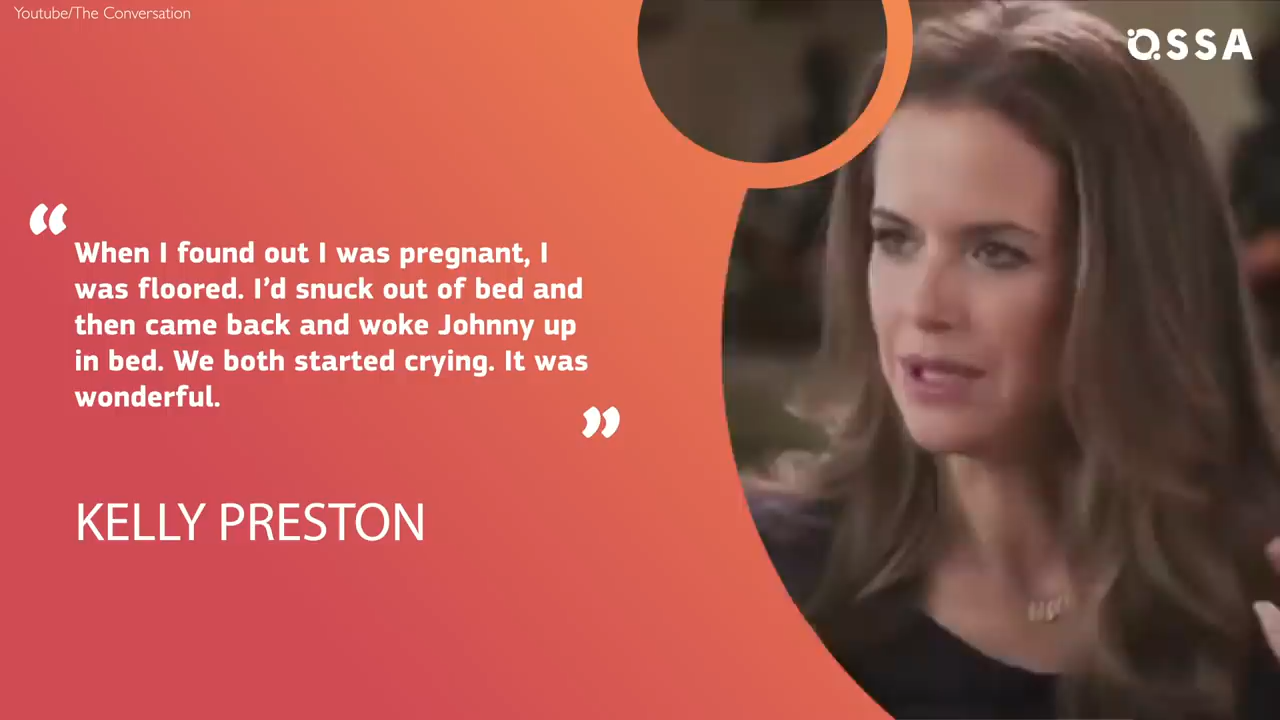 Youtube/The Conversation
QSSA
“
When I found out I was pregnant, I
was floored. I’d snuck out of bed and
then came back and woke Johnny up
in bed. We both started crying. It was
wonderful.
”
KELLY PRESTON